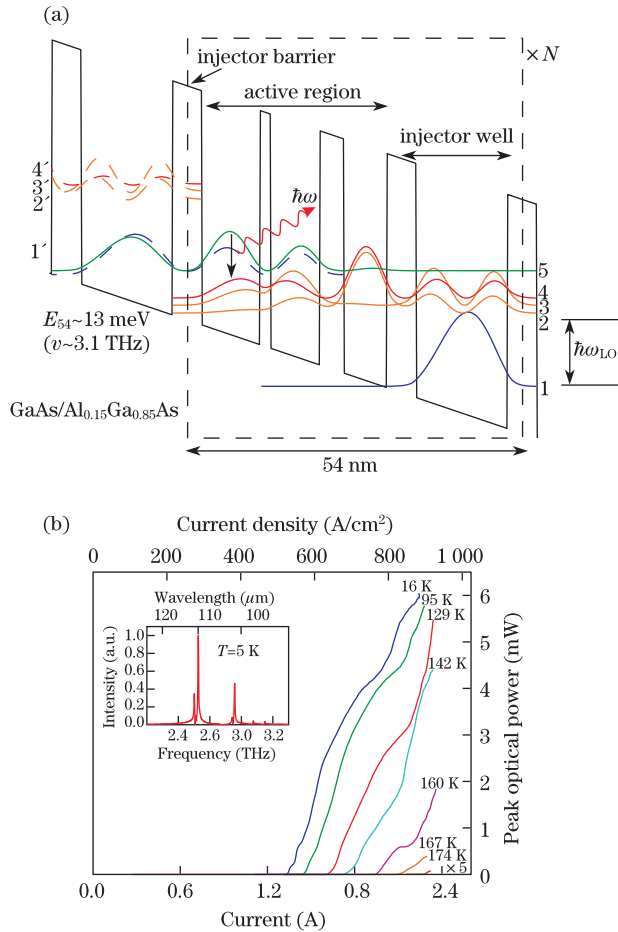 (a)
injector barrier
× N
active region
injector well
ħω
4′
3′
2′
1′
5
4
3
2
1
E54~13 meV
(ν~3.1 THz)
ħωLO
GaAs/Al0.15Ga0.85As
54 nm
(b)
Current density (A/cm²)
0 200 400 600 800 1 000
Wavelength (μm)
120 110 100
T=5 K
Intensity (a.u.)
1.0
0.8
0.6
0.4
0.2
0.0
2.4 2.6 3.0 3.2
Frequency (THz)
16 K
95 K
129 K
142 K
160 K
167 K
174 K
×5
6
5
4
3
2
1
0
Peak optical power (mW)
0.0 0.6 1.2 0.8 2.4
Current (A)